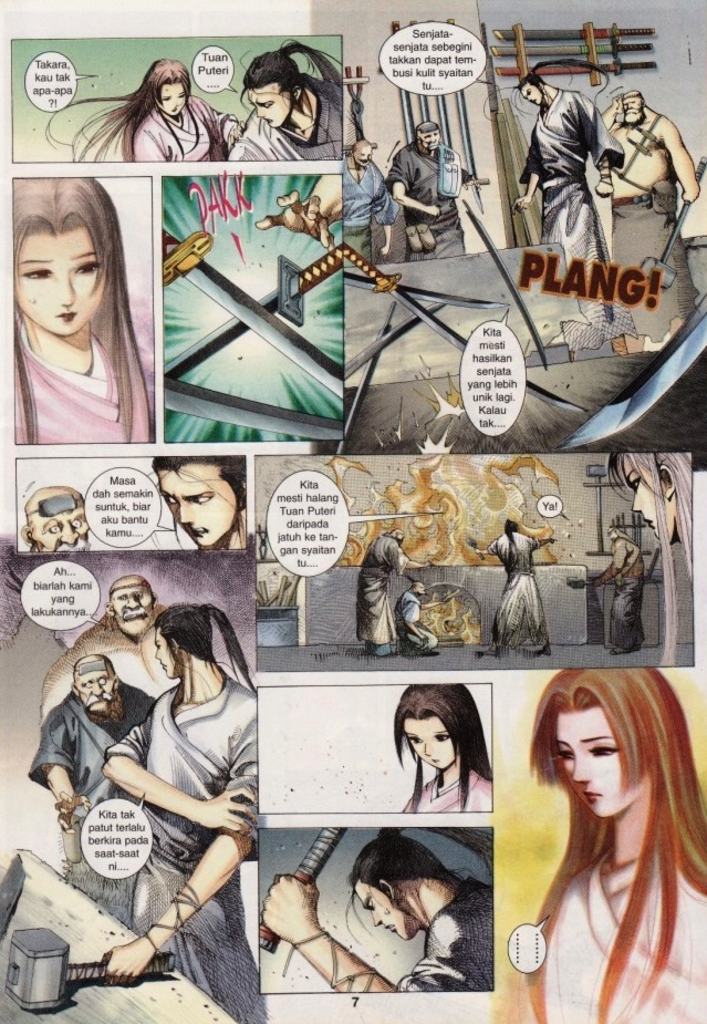 Takara,
kau tak
apa-apa
?!
Tuan
Puteri
....
Senjata-
senjata sebegini
takkan dapat tem-
busi kulit syaitan
tu....
DAKK
!
PLANG!
Kita
mesti
hasilkan
senjata
yang lebih
unik lagi.
Kalau
tak....
Masa
dah semakin
suntuk, biar
aku bantu
kamu....
Kita
mesti halang
Tuan Puteri
daripada
jatuh ke tan-
gan syaitan
tu....
Ya!
Ah...
biarlah kami
yang
lakukannya..
Kita tak
patut terlalu
berkira pada
saat-saat
ni....
........
7